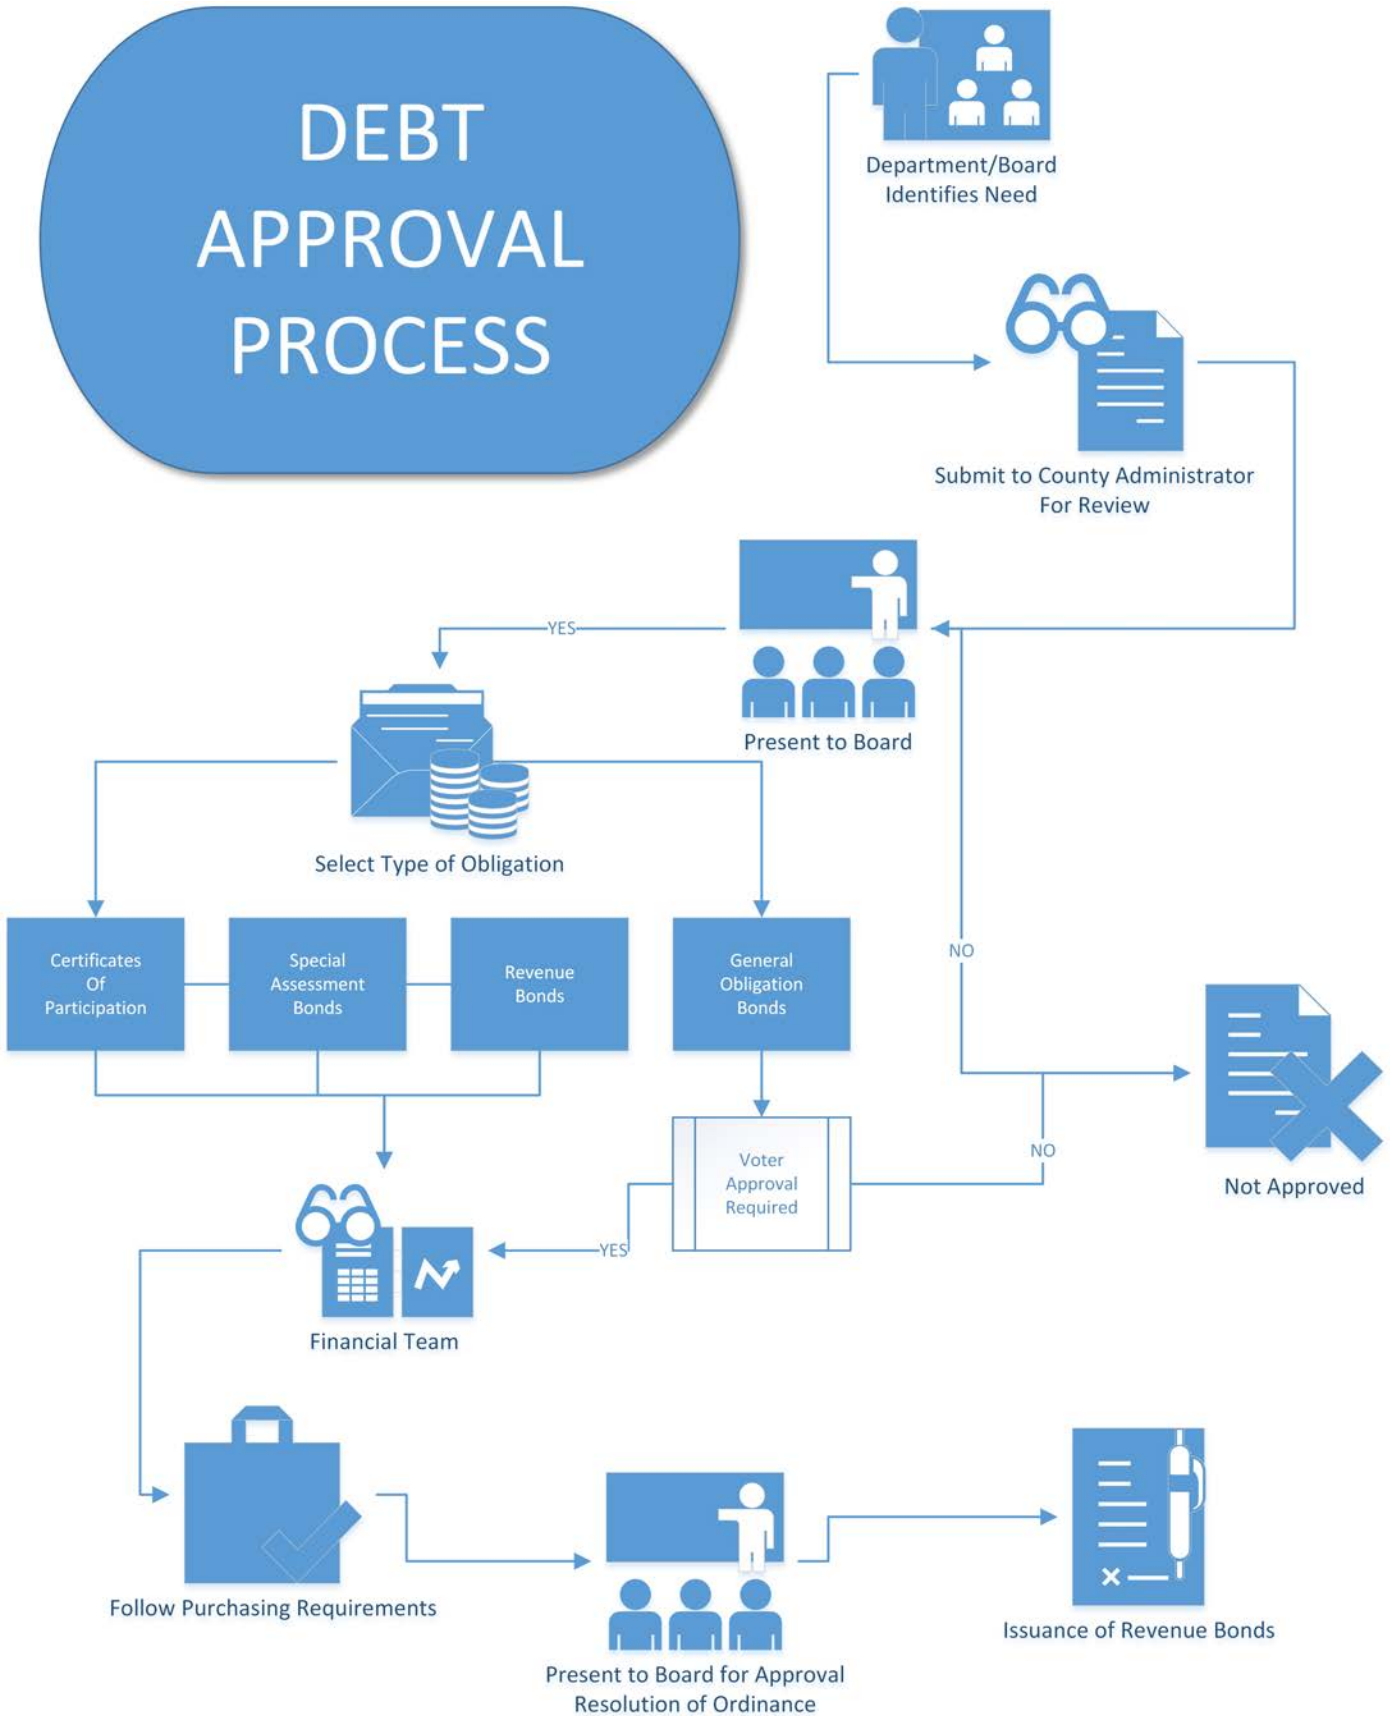 DEBT
APPROVAL
PROCESS
Department/Board
Identifies Need
Submit to County Administrator
For Review
YES
Present to Board
Select Type of Obligation
Certificates
Of
Participation
Special
Assessment
Bonds
Revenue
Bonds
General
Obligation
Bonds
NO
Voter
Approval
Required
NO
Not Approved
YES
Financial Team
Follow Purchasing Requirements
Present to Board for Approval
Resolution of Ordinance
Issuance of Revenue Bonds